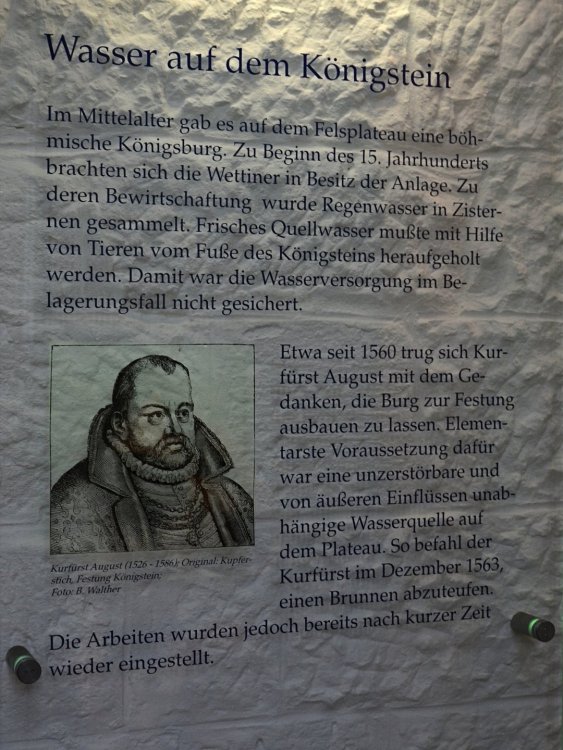 Wasser auf dem Königstein
Im Mittelalter gab es auf dem Felsplateau eine böh-
mische Königsburg. Zu Beginn des 15. Jahrhunderts
brachten sich die Wettiner in Besitz der Anlage. Zu
deren Bewirtschaftung wurde Regenwasser in Zister-
nen gesammelt. Frisches Quellwasser mußte mit Hilfe
von Tieren vom Fuße des Königsteins heraufgeholt
werden. Damit war die Wasserversorgung im Be-
lagerungsfall nicht gesichert.
Etwa seit 1560 trug sich Kur-
fürst August mit dem Ge-
danken, die Burg zur Festung
ausbauen zu lassen. Elemen-
tarste Voraussetzung dafür
war eine unzerstörbare und
von äußeren Einflüssen unab-
hängige Wasserquelle auf
dem Plateau. So befahl der
Kurfürst im Dezember 1563,
einen Brunnen abzuteufen.
Die Arbeiten wurden jedoch bereits nach kurzer Zeit
wieder eingestellt.
Kurfürst August (1526 - 1586); Original: Kupfer-
stich, Festung Königstein;
Foto: B. Walther